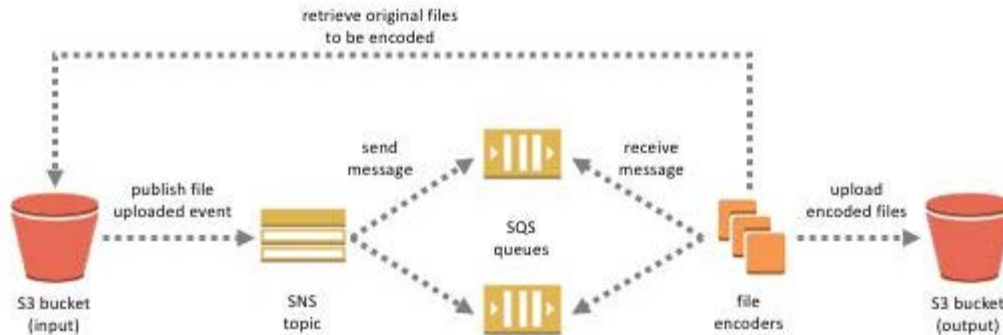 retrieve original files
to be encoded
send
message
receive
message
publish file
uploaded event
upload
encoded files
SQS
queues
S3 bucket
(input)
SNS
topic
file
encoders
S3 bucket
(output)